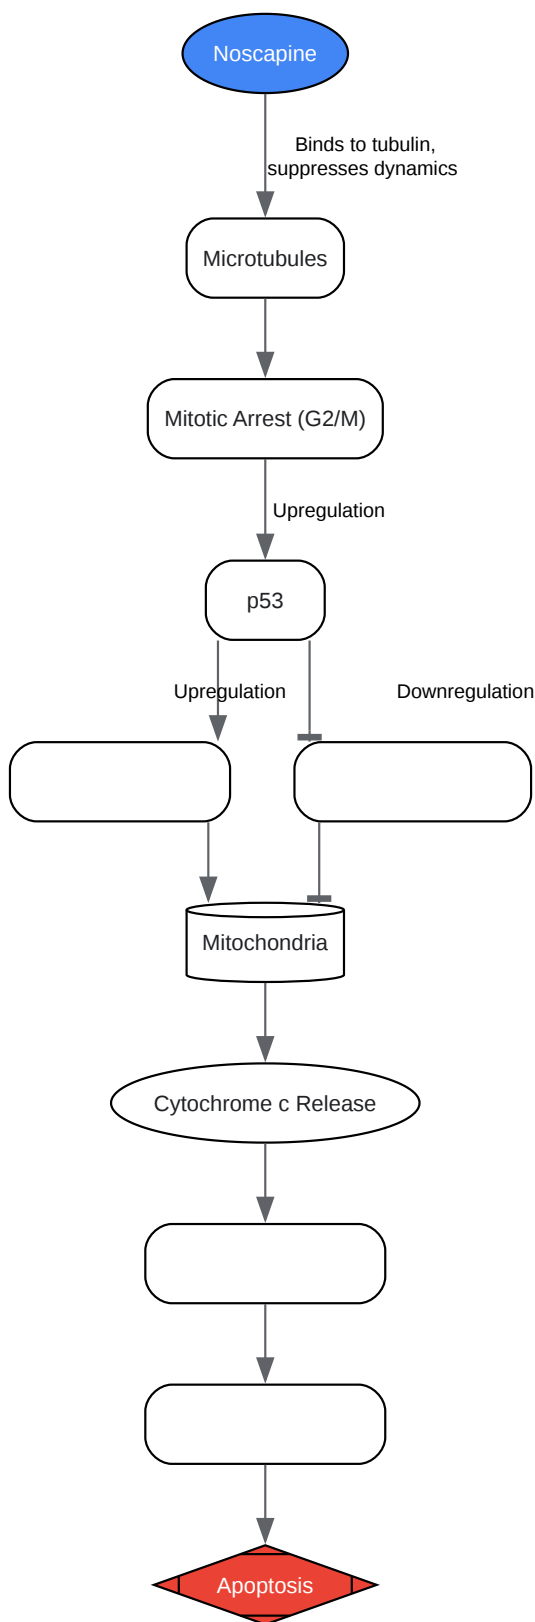 Noscapine
Binds to tubulin,
suppresses dynamics
Microtubules
Mitotic Arrest (G2/M)
Upregulation
p53
Upregulation
Downregulation
Mitochondria
Cytochrome c Release
Apoptosis